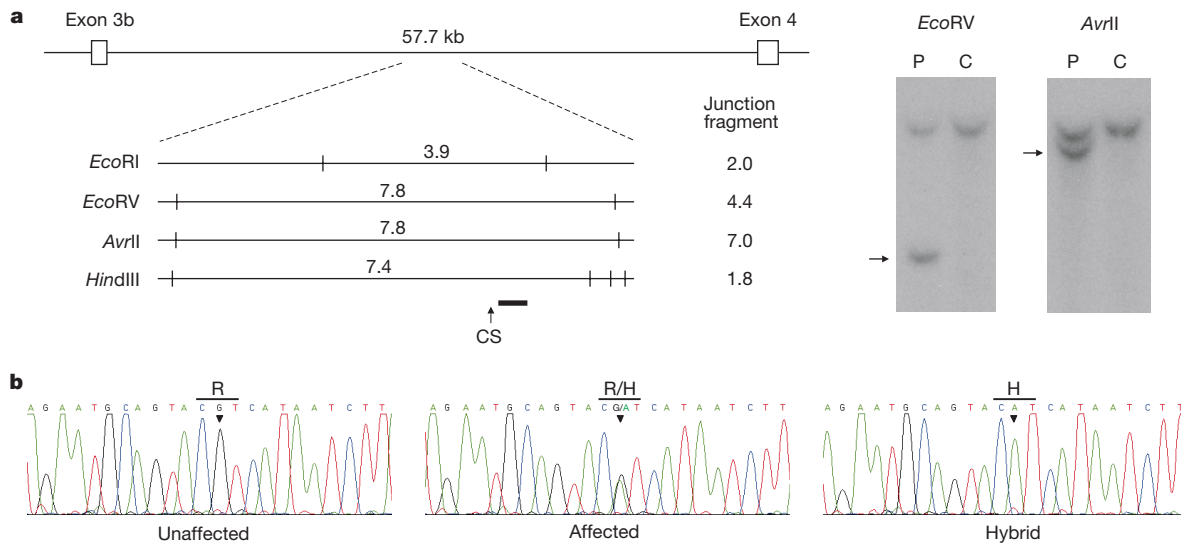 a
Exon 3b
57.7 kb
Exon 4
Junction
fragment
EcoRI
3.9
2.0
EcoRV
7.8
4.4
AvrII
7.8
7.0
HindIII
7.4
1.8
CS
EcoRV
AvrII
P C
P C
b
R
A G A A T G C A G T A C G T C A T A A T C T T
Unaffected
R/H
A G A A T G C A G T A C G/A T C A T A A T C T T
Affected
H
A G A A T G C A G T A C A T C A T A A T C T T
Hybrid